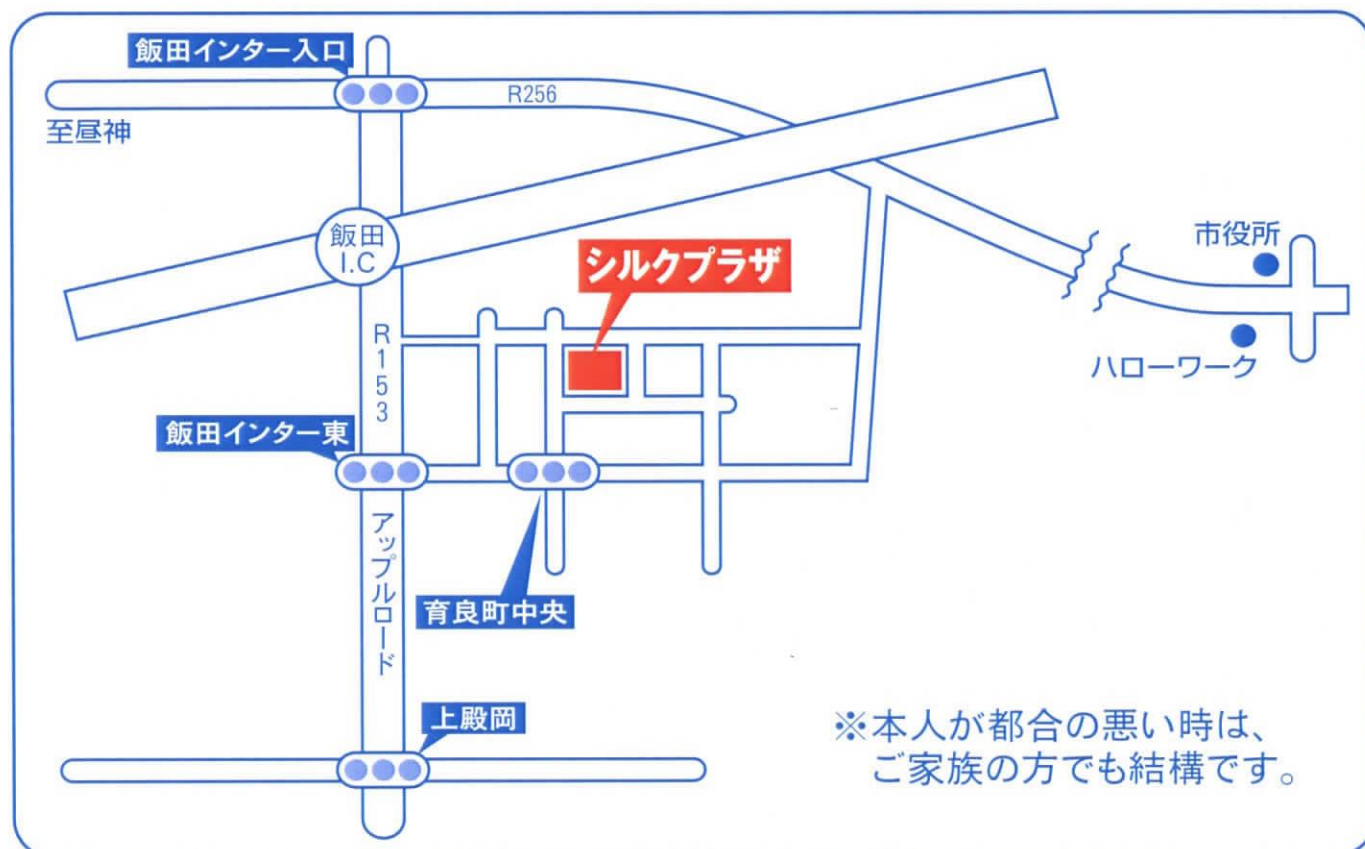 飯田インター入口
R256
至昼神
飯田
I.C
シルクプラザ
市役所
ハローワーク
R153
飯田インター東
アップルロード
育良町中央
上殿岡
※本人が都合の悪い時は、
ご家族の方でも結構です。